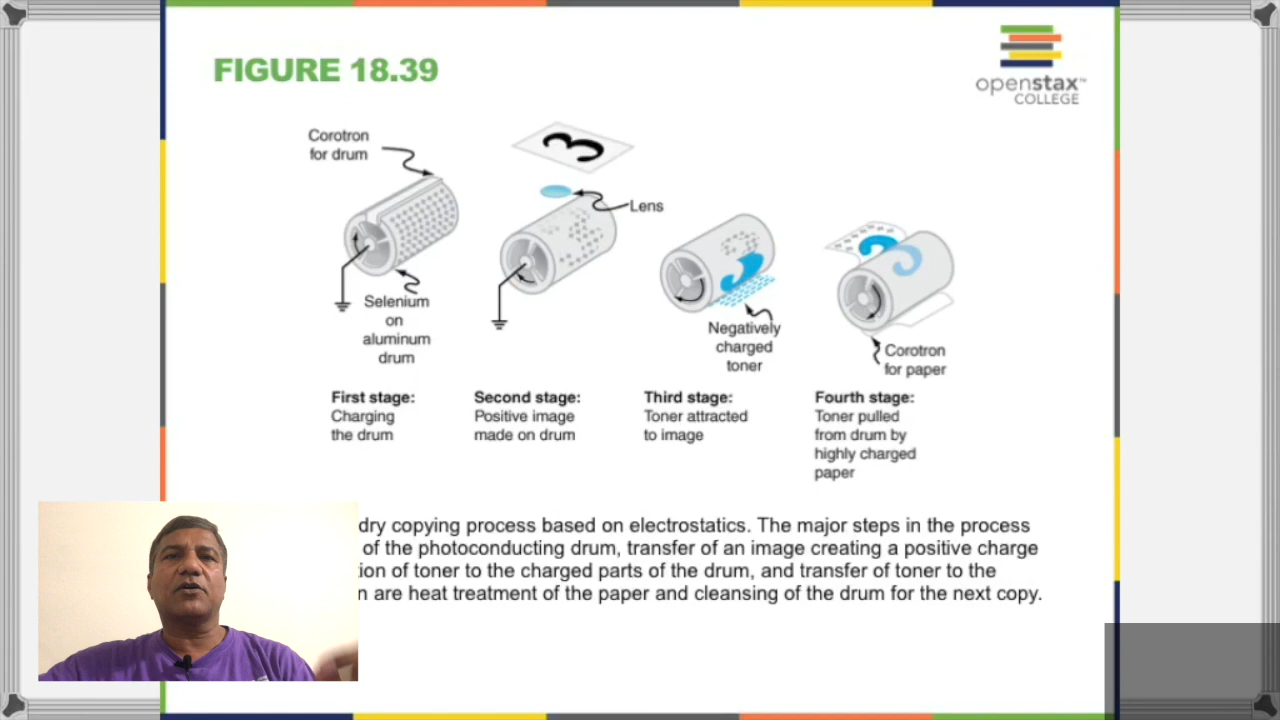 FIGURE 18.39
openstax™
COLLEGE
Corotron
for drum
3
Lens
Selenium
on
aluminum
drum
Negatively
charged
toner
Corotron
for paper
First stage:
Charging
the drum
Second stage:
Positive image
made on drum
Third stage:
Toner attracted
to image
Fourth stage:
Toner pulled
from drum by
highly charged
paper
dry copying process based on electrostatics. The major steps in the process
of the photoconducting drum, transfer of an image creating a positive charge
of toner to the charged parts of the drum, and transfer of toner to the
are heat treatment of the paper and cleansing of the drum for the next copy.